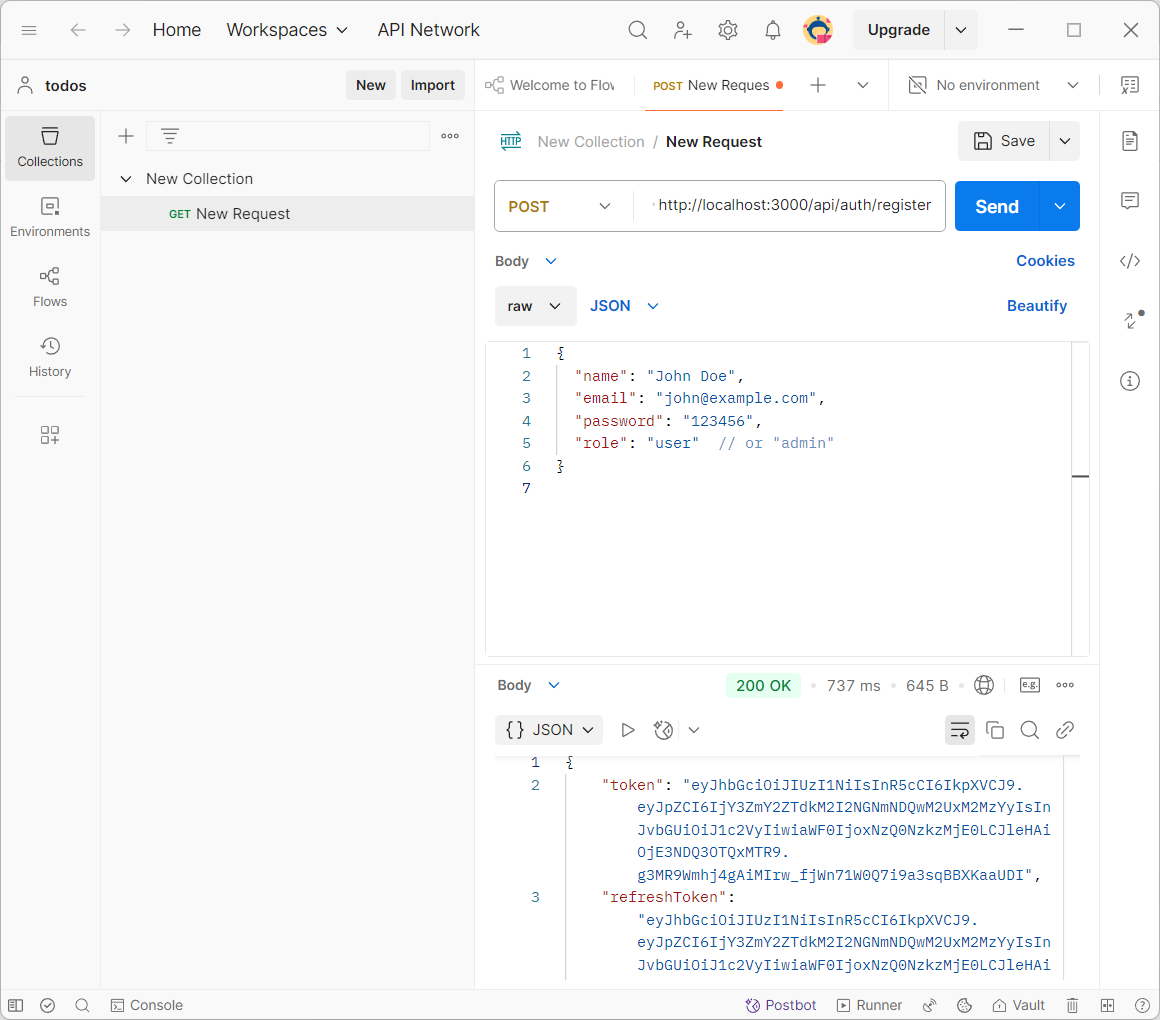 Home Workspaces API Network Upgrade
todos New Import
Welcome to Flow POST New Reques No environment
Collections
Environments
Flows
History
New Collection
GET New Request
HTTP New Collection / New Request Save
POST http://localhost:3000/api/auth/register Send
Body Cookies
raw JSON Beautify
1 {
2 "name": "John Doe",
3 "email": "john@example.com",
4 "password": "123456",
5 "role": "user" // or "admin"
6 }
7
Body 200 OK • 737 ms • 645 B • e.g.
{} JSON
1 {
2 "token": "eyJhbGciOiJIUzI1NiIsInR5cCI6IkpXVCJ9.
eyJpZCI6IjY3ZmY2ZTdkM2I2NGNmNDQwM2UxM2MzYyIsIn
JvbGUiOiJ1c2VyIiwiaWF0IjoxNzQ0NzkzMjE0LCJleHAi
OjE3NDQ3OTQxMTR9.
g3MR9Wmhj4gAiMIrw_fjWn71W0Q7i9a3sqBBXKaaUDI",
3 "refreshToken":
"eyJhbGciOiJIUzI1NiIsInR5cCI6IkpXVCJ9.
eyJpZCI6IjY3ZmY2ZTdkM2I2NGNmNDQwM2UxM2MzYyIsIn
JvbGUiOiJ1c2VyIiwiaWF0IjoxNzQ0NzkzMjE0LCJleHAi
Console Postbot Runner Vault